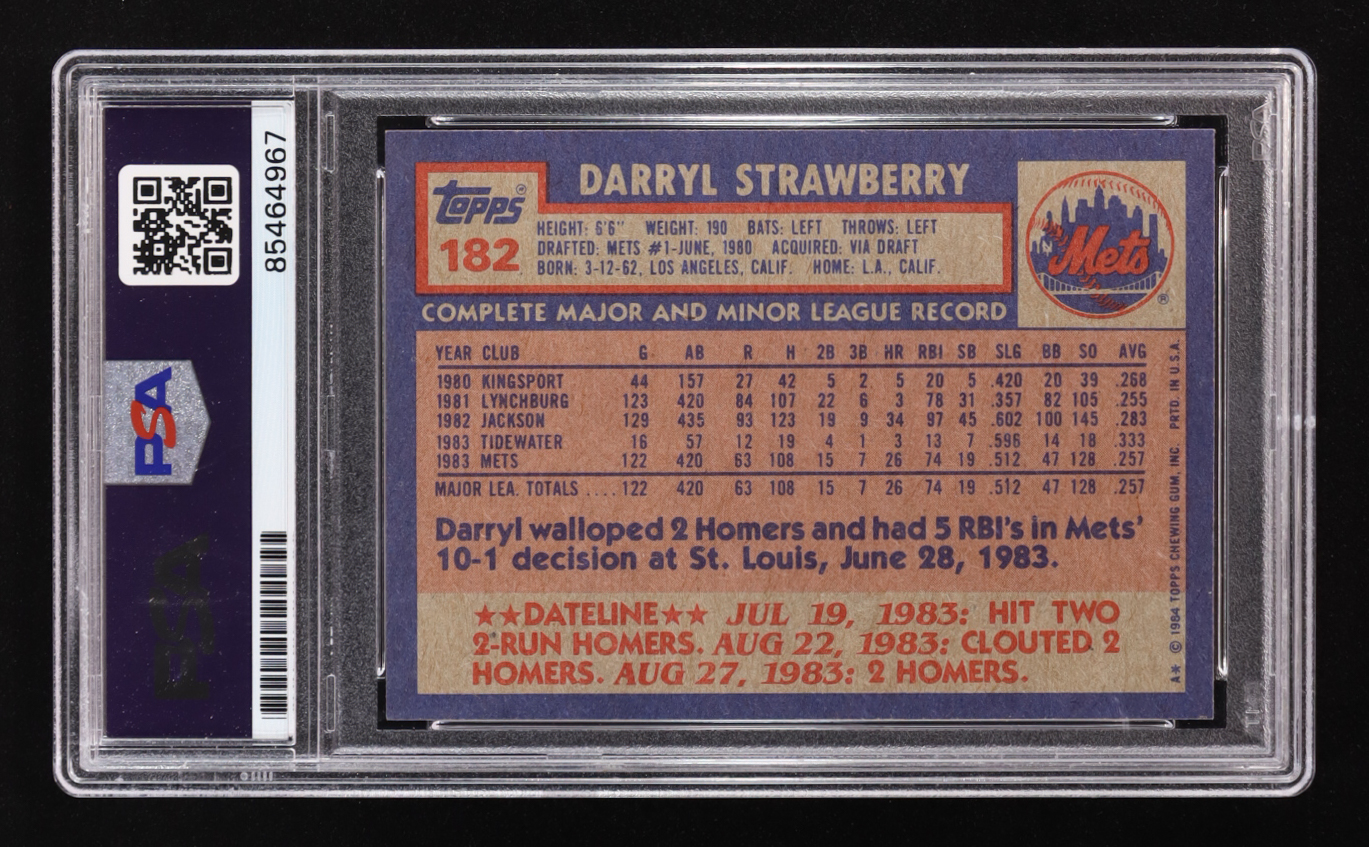 85464967
PSA
PSA
Topps®
182
DARRYL STRAWBERRY
HEIGHT: 6'6" WEIGHT: 190 BATS: LEFT THROWS: LEFT
DRAFTED: METS #1-JUNE, 1980 ACQUIRED: VIA DRAFT
BORN: 3-12-62, LOS ANGELES, CALIF. HOME: L.A., CALIF.
Mets ®
COMPLETE MAJOR AND MINOR LEAGUE RECORD
YEAR CLUB G AB R H 2B 3B HR RBI SB SLG BB SO AVG
1980 KINGSPORT 44 157 27 42 5 2 5 20 5 .420 20 39 .268
1981 LYNCHBURG 123 420 84 107 22 6 3 78 31 .357 82 105 .255
1982 JACKSON 129 435 93 123 19 9 34 97 45 .602 100 145 .283
1983 TIDEWATER 16 57 12 19 4 1 3 13 7 .596 14 18 .333
1983 METS 122 420 63 108 15 7 26 74 19 .512 47 128 .257
MAJOR LEA. TOTALS .... 122 420 63 108 15 7 26 74 19 .512 47 128 .257
Darryl walloped 2 Homers and had 5 RBI's in Mets'
10-1 decision at St. Louis, June 28, 1983.
★★DATELINE★★ JUL 19, 1983: HIT TWO
2-RUN HOMERS. AUG 22, 1983: CLOUTED 2
HOMERS. AUG 27, 1983: 2 HOMERS.
A* © 1984 TOPPS CHEWING GUM, INC PRTD. IN U.S.A.